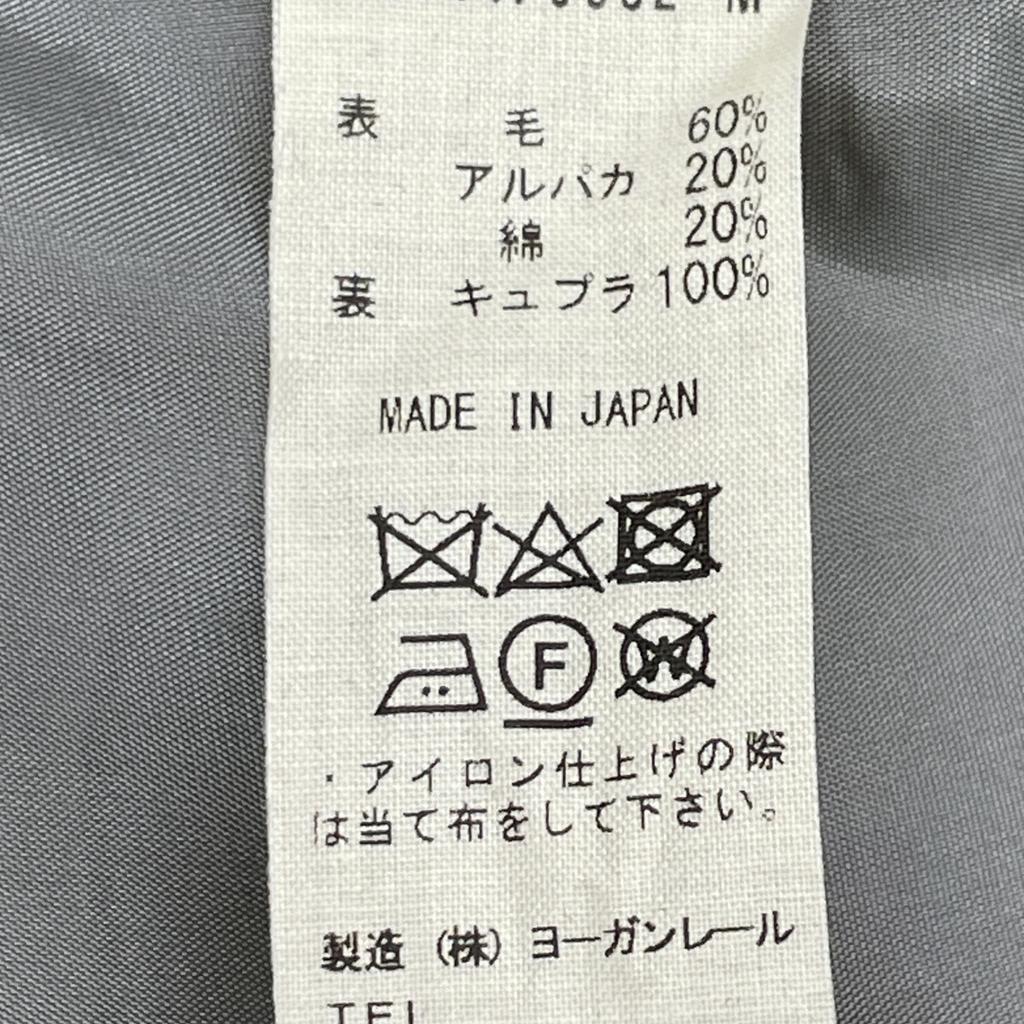 M
表 毛 60%
アルパカ 20%
綿 20%
裏 キュプラ 100%
MADE IN JAPAN
F W
・アイロン仕上げの際
は当て布をして下さい。
製造 (株) ヨーガンレール
TEL